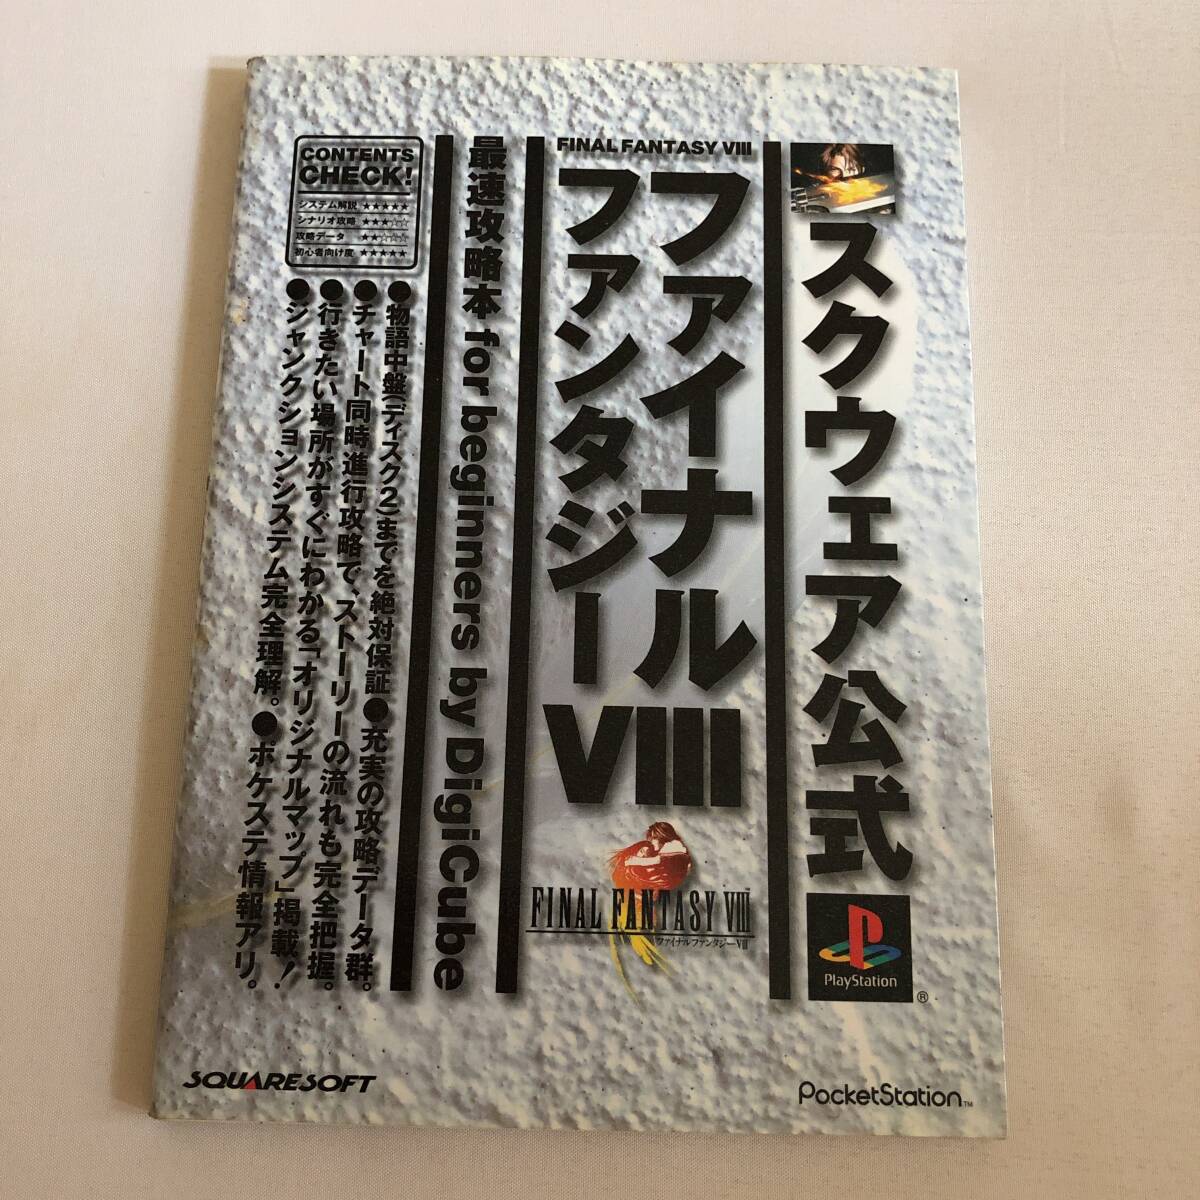 スクウェア公式
PlayStation
®
FINAL FANTASY VIII
ファイナル
ファンタジーVIII
FINAL FANTASY VIII
ファイナルファンタジーVIII
最速攻略本 for beginners by DigiCube
CONTENTS
CHECK!
システム解説 ★★★★★
シナリオ攻略 ★★★☆☆
攻略データ ★★☆☆☆
初心者向け度 ★★★★★
●物語中盤(ディスク2)までを絶対保証●充実の攻略データ群。
●チャート同時進行攻略で、ストーリーの流れも完全把握。
●行きたい場所がすぐにわかる「オリジナルマップ」掲載!
●ジャンクションシステム完全理解。●ポケステ情報アリ。
SQUARESOFT
PocketStation™